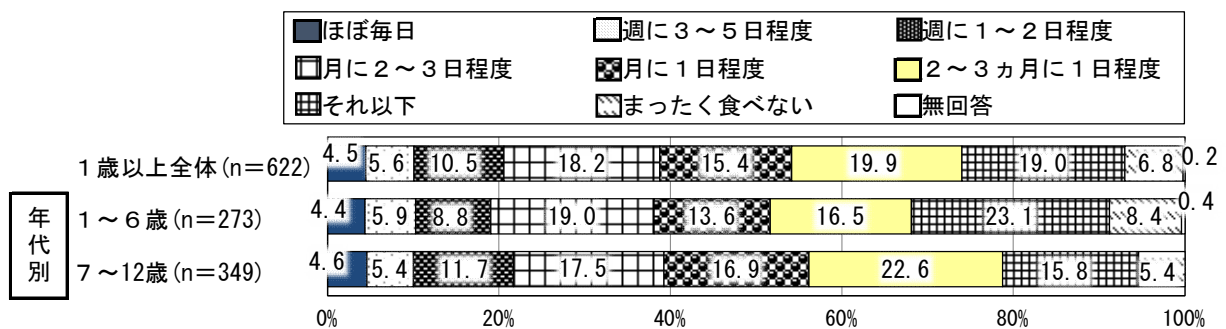 ほぼ毎日 週に３～５日程度 週に１～２日程度
月に２～３日程度 月に１日程度 ２～３ヵ月に１日程度
それ以下 まったく食べない 無回答
１歳以上全体(n＝622) 4.5 5.6 10.5 18.2 15.4 19.9 19.0 6.8 0.2
年代別
１～６歳(n＝273) 4.4 5.9 8.8 19.0 13.6 16.5 23.1 8.4 0.4
７～12歳(n＝349) 4.6 5.4 11.7 17.5 16.9 22.6 15.8 5.4
0% 20% 40% 60% 80% 100%